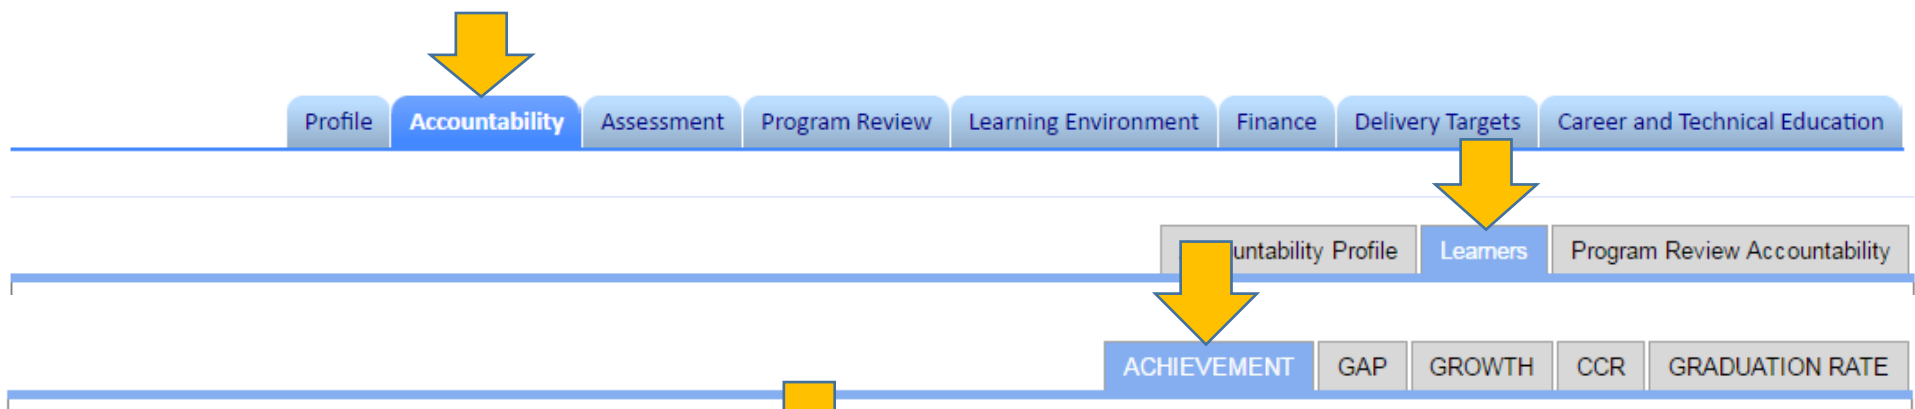 Profile Accountability Assessment Program Review Learning Environment Finance Delivery Targets Career and Technical Education
untability Profile Learners Program Review Accountability
ACHIEVEMENT GAP GROWTH CCR GRADUATION RATE